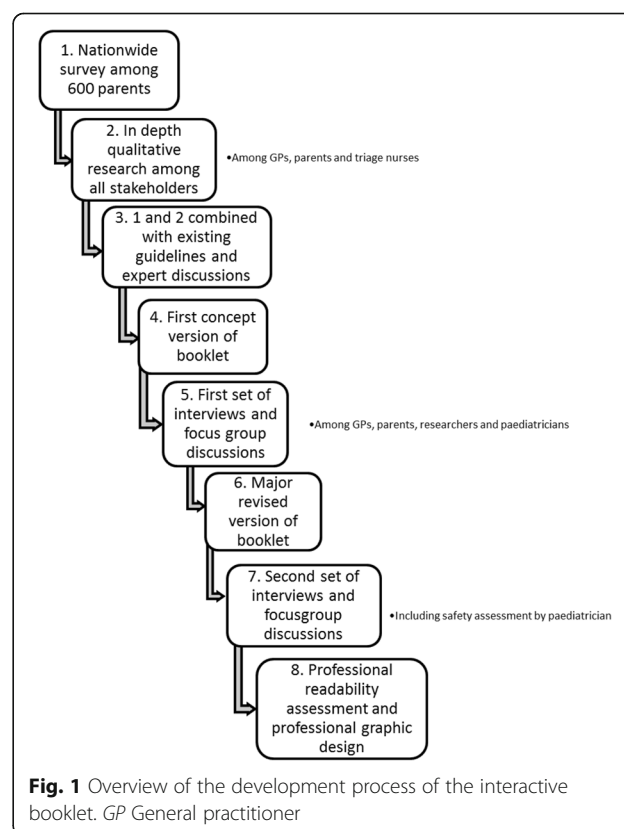 1. Nationwide
survey among
600 parents
2. In depth
qualitative
research among
all stakeholders
•Among GPs, parents and triage nurses
3. 1 and 2 combined
with existing
guidelines and
expert discussions
4. First concept
version of
booklet
5. First set of
interviews and
focus group
discussions
•Among GPs, parents, researchers and paediatricians
6. Major
revised
version of
booklet
7. Second set of
interviews and
focusgroup
discussions
•Including safety assessment by paediatrician
8. Professional
readability
assessment and
professional graphic
design
Fig. 1 Overview of the development process of the interactive
booklet. GP General practitioner